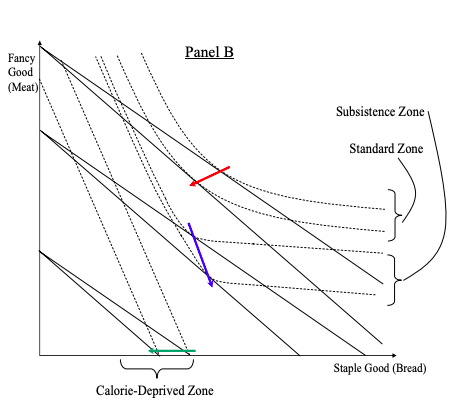 Panel B
Fancy
Good
(Meat)
Subsistence Zone
Standard Zone
Staple Good (Bread)
Calorie-Deprived Zone